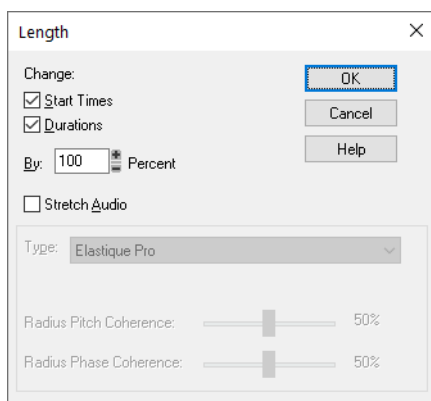 Length
Change:
OK
Start Times
Cancel
Durations
Help
By: 100 Percent
Stretch Audio
Type: Elastique Pro
Radius Pitch Coherence: 50%
Radius Phase Coherence: 50%